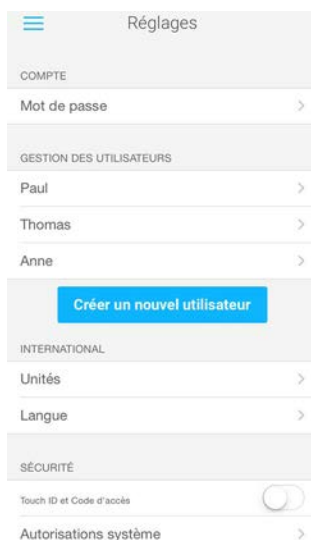 Réglages
COMPTE
Mot de passe
GESTION DES UTILISATEURS
Paul
Thomas
Anne
Créer un nouvel utilisateur
INTERNATIONAL
Unités
Langue
SÉCURITÉ
Touch ID et Code d'accès
Autorisations système